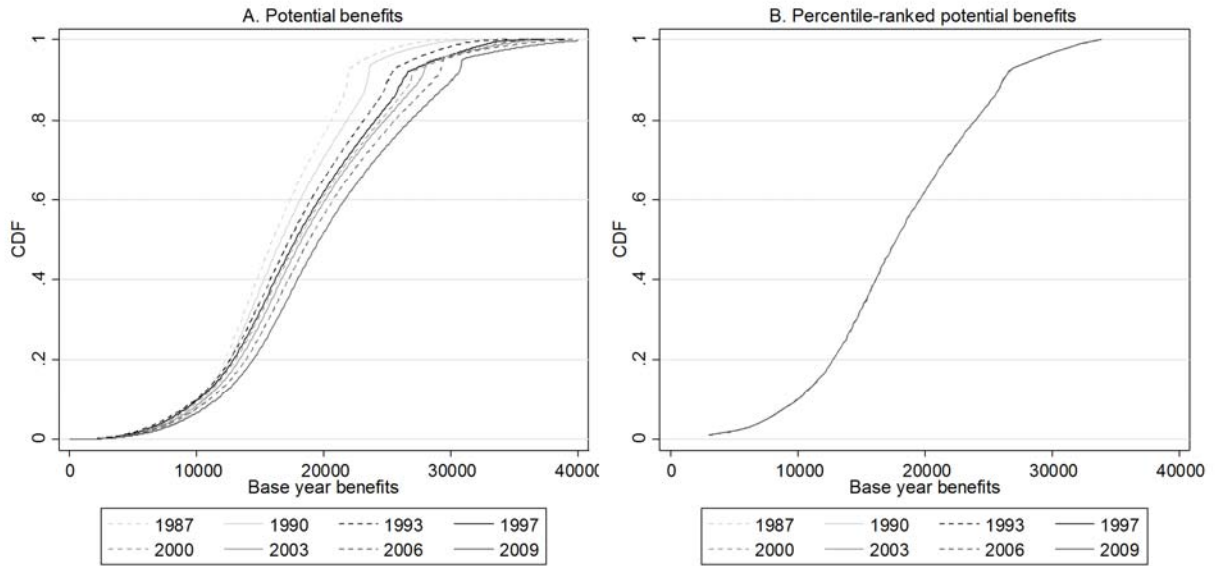 A. Potential benefits
CDF
1
.8
.6
.4
.2
0
0 10000 20000 30000 40000
Base year benefits
1987 1990 1993 1997
2000 2003 2006 2009
B. Percentile-ranked potential benefits
CDF
1
.8
.6
.4
.2
0
0 10000 20000 30000 40000
Base year benefits
1987 1990 1993 1997
2000 2003 2006 2009